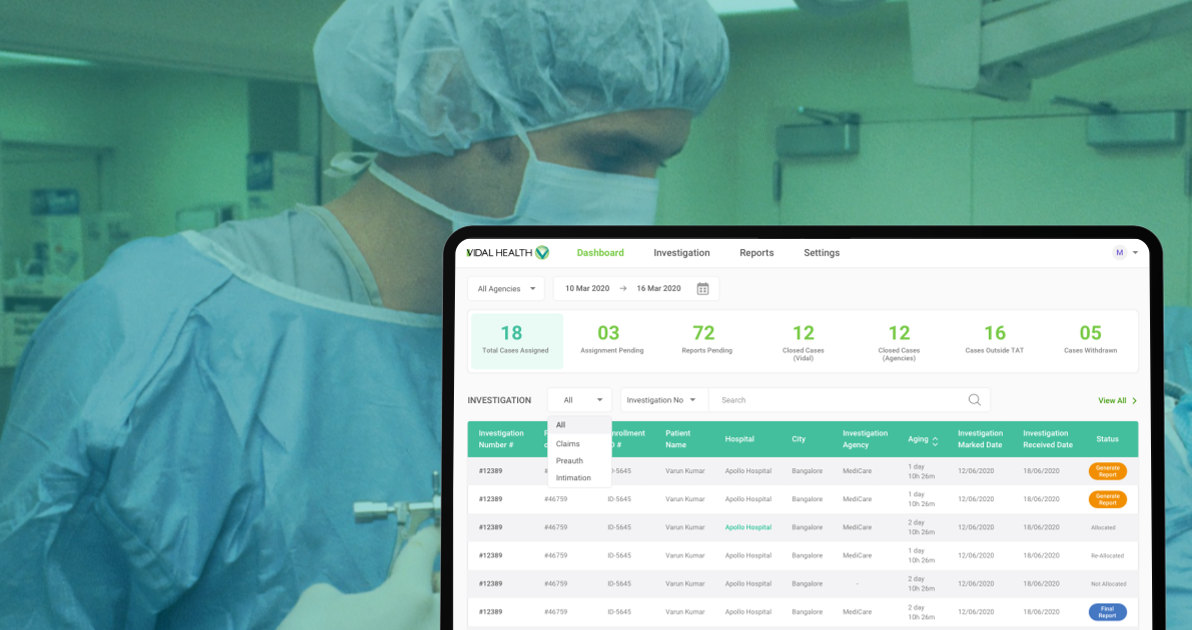 VIDAL HEALTH
Dashboard Investigation Reports Settings M
All Agencies 10 Mar 2020 → 16 Mar 2020
18 03 72 12 12 16 05
Total Cases Assigned Assignment Pending Reports Pending Closed Cases (Vidal) Closed Cases (Agencies) Cases Outside TAT Cases Withdrawn
INVESTIGATION All Investigation No Search View All
All
Claims
Preauth
Intimation
Investigation Number # nrollment D # Patient Name Hospital City Investigation Agency Aging Investigation Marked Date Investigation Received Date Status
#12389 ID-5645 Varun Kumar Apollo Hospital Bangalore MediCare 1 day 10h 26m 12/06/2020 18/06/2020 Generate Report
#12389 #46759 ID-5645 Varun Kumar Apollo Hospital Bangalore MediCare 1 day 10h 26m 12/06/2020 18/06/2020 Generate Report
#12389 #46759 ID-5645 Varun Kumar Apollo Hospital Bangalore MediCare 2 day 10h 26m 12/06/2020 18/06/2020 Allocated
#12389 #46759 ID-5645 Varun Kumar Apollo Hospital Bangalore MediCare 1 day 10h 26m 12/06/2020 18/06/2020 Re-Allocated
#12389 #46759 ID-5645 Varun Kumar Apollo Hospital Bangalore - 2 day 10h 26m 12/06/2020 18/06/2020 Not Allocated
#12389 #46759 ID-5645 Varun Kumar Apollo Hospital Bangalore MediCare 2 day 10h 26m 12/06/2020 18/06/2020 Final Report